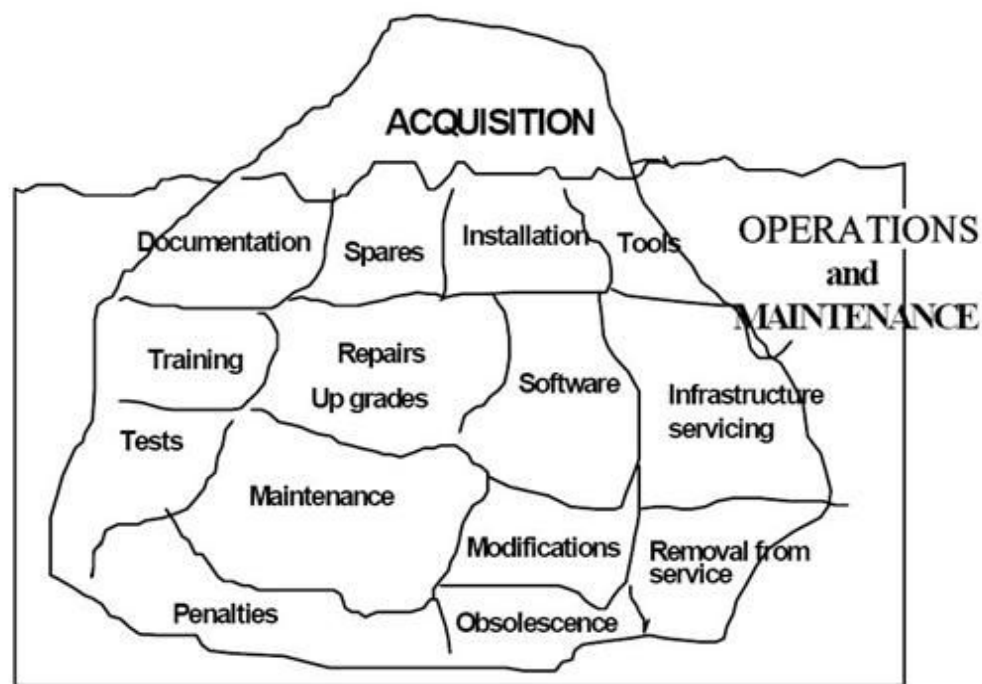 ACQUISITION
Documentation
Spares
Installation
Tools
OPERATIONS
and
MAINTENANCE
Training
Repairs
Up grades
Software
Infrastructure
servicing
Tests
Maintenance
Modifications
Removal from
service
Penalties
Obsolescence